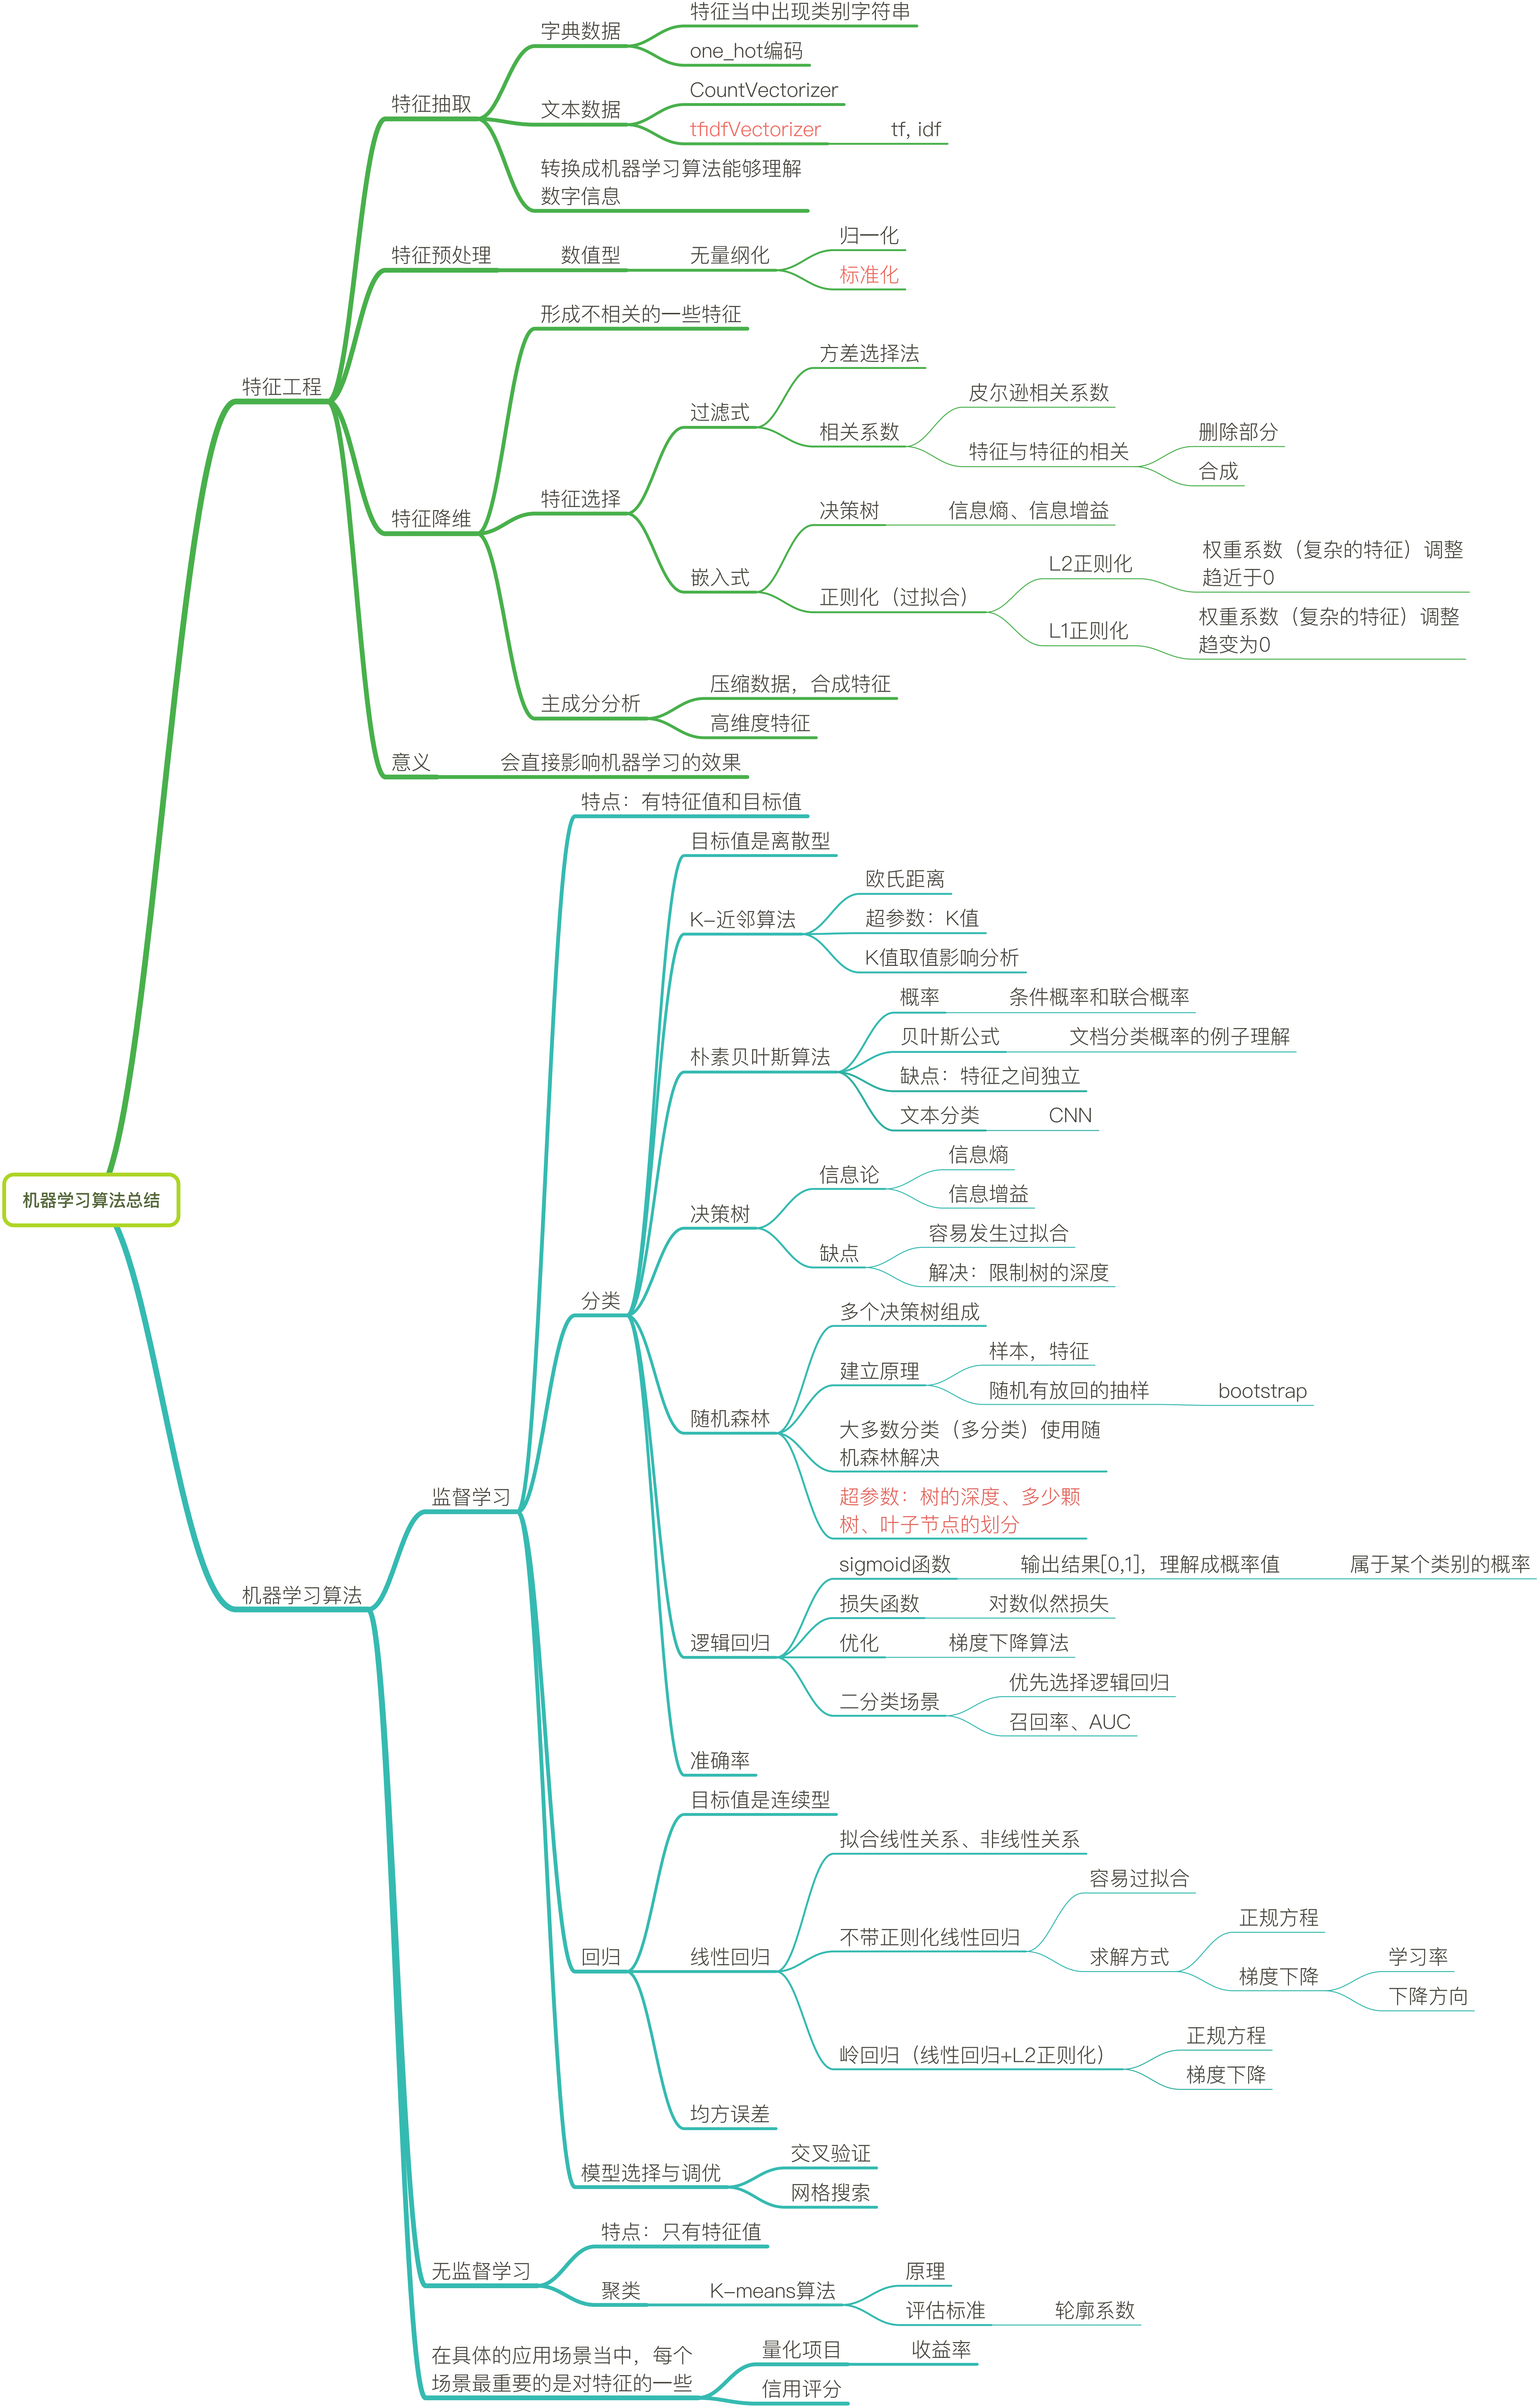 特征当中出现类别字符串
字典数据
one_hot编码
CountVectorizer
特征抽取
文本数据
tfidfVectorizer
tf, idf
转换成机器学习算法能够理解
数字信息
归一化
特征预处理
数值型
无量纲化
标准化
形成不相关的一些特征
方差选择法
皮尔逊相关系数
特征工程
过滤式
相关系数
删除部分
特征与特征的相关
合成
特征选择
特征降维
决策树
信息熵、信息增益
权重系数（复杂的特征）调整
L2正则化
趋近于0
嵌入式
正则化（过拟合）
权重系数（复杂的特征）调整
L1正则化
趋变为0
压缩数据，合成特征
主成分分析
高维度特征
意义
会直接影响机器学习的效果
特点：有特征值和目标值
目标值是离散型
欧氏距离
K-近邻算法
超参数：K值
K值取值影响分析
概率
条件概率和联合概率
贝叶斯公式
文档分类概率的例子理解
朴素贝叶斯算法
缺点：特征之间独立
文本分类
CNN
信息熵
信息论
信息增益
机器学习算法总结
决策树
容易发生过拟合
缺点
解决：限制树的深度
分类
多个决策树组成
样本，特征
建立原理
随机有放回的抽样
bootstrap
随机森林
大多数分类（多分类）使用随
机森林解决
超参数：树的深度、多少颗
树、叶子节点的划分
监督学习
sigmoid函数
输出结果[0,1]，理解成概率值
属于某个类别的概率
机器学习算法
损失函数
对数似然损失
逻辑回归
优化
梯度下降算法
优先选择逻辑回归
二分类场景
召回率、AUC
准确率
目标值是连续型
拟合线性关系、非线性关系
容易过拟合
不带正则化线性回归
正规方程
回归
线性回归
求解方式
学习率
梯度下降
下降方向
正规方程
岭回归（线性回归+L2正则化）
梯度下降
均方误差
交叉验证
模型选择与调优
网格搜索
特点：只有特征值
无监督学习
原理
聚类
K-means算法
评估标准
轮廓系数
在具体的应用场景当中，每个
场景最重要的是对特征的一些
量化项目
收益率
信用评分